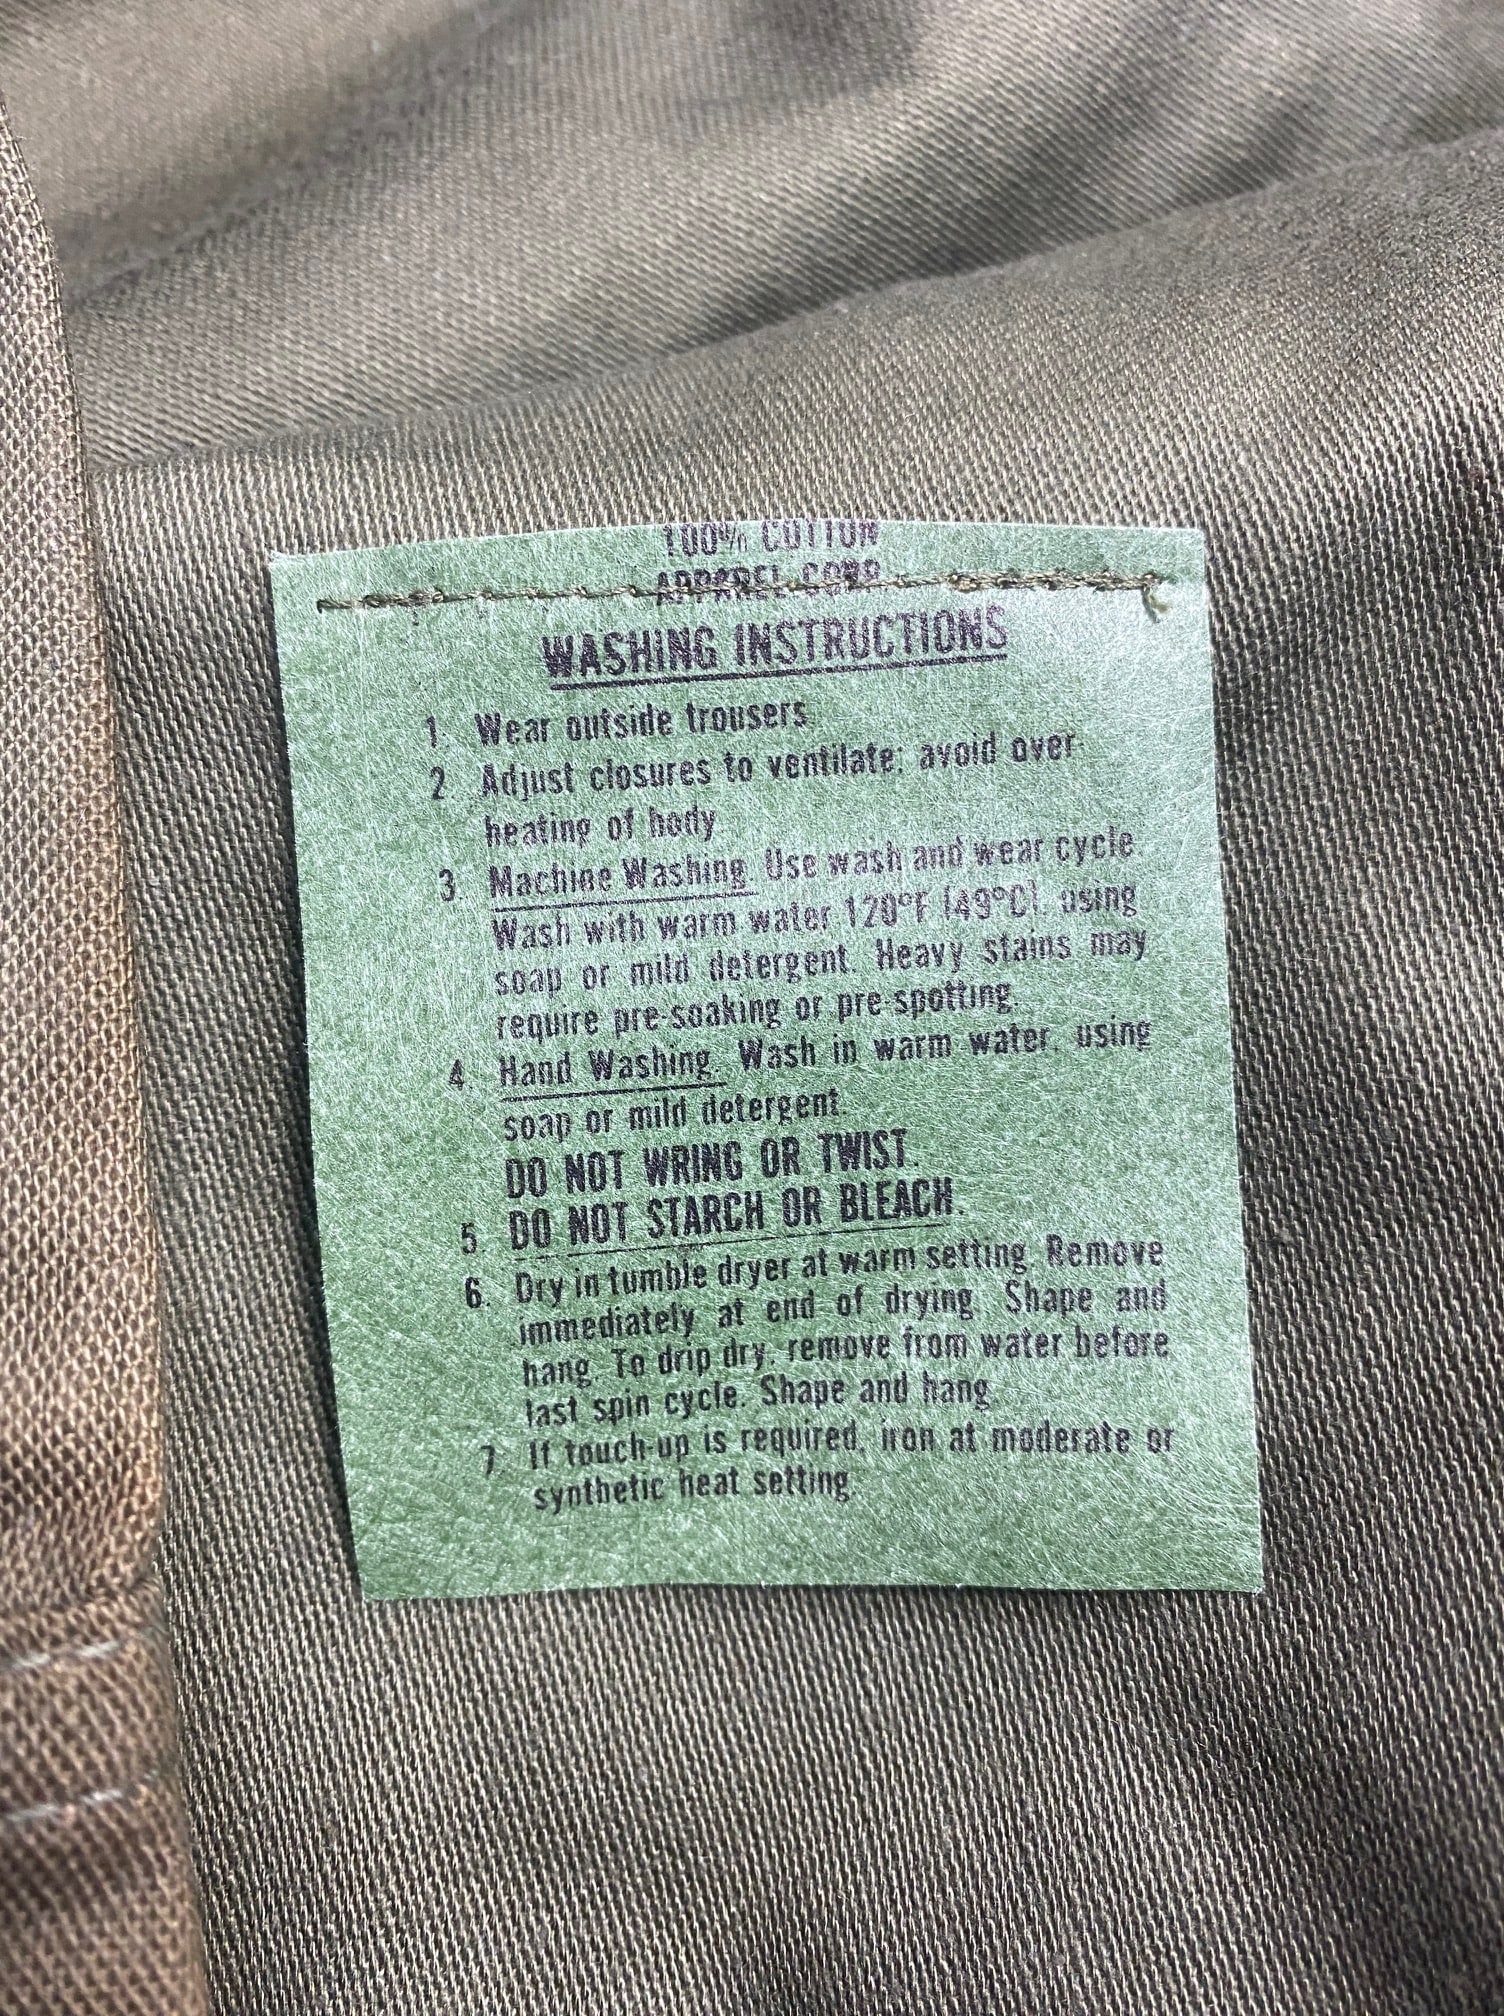 100% COTTON
APPAREL CORP.
WASHING INSTRUCTIONS
1. Wear outside trousers
2. Adjust closures to ventilate; avoid over-
heating of body
3. Machine Washing. Use wash and wear cycle.
Wash with warm water 120°F (49°C), using
soap or mild detergent. Heavy stains may
require pre-soaking or pre-spotting.
4. Hand Washing. Wash in warm water, using
soap or mild detergent.
DO NOT WRING OR TWIST.
5. DO NOT STARCH OR BLEACH.
6. Dry in tumble dryer at warm setting. Remove
immediately at end of drying. Shape and
hang. To drip dry, remove from water before
last spin cycle. Shape and hang.
7. If touch-up is required, iron at moderate or
synthetic heat setting.